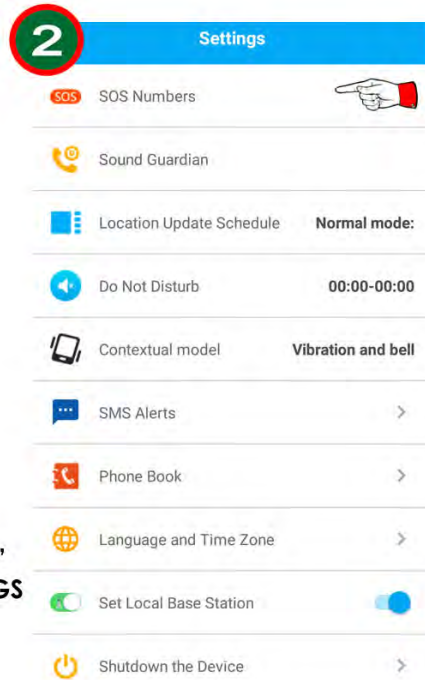 2
Settings
SOS SOS Numbers
Sound Guardian
Location Update Schedule Normal mode:
Do Not Disturb 00:00-00:00
Contextual model Vibration and bell
SMS Alerts
Phone Book
Language and Time Zone
,
GS
Set Local Base Station
Shutdown the Device